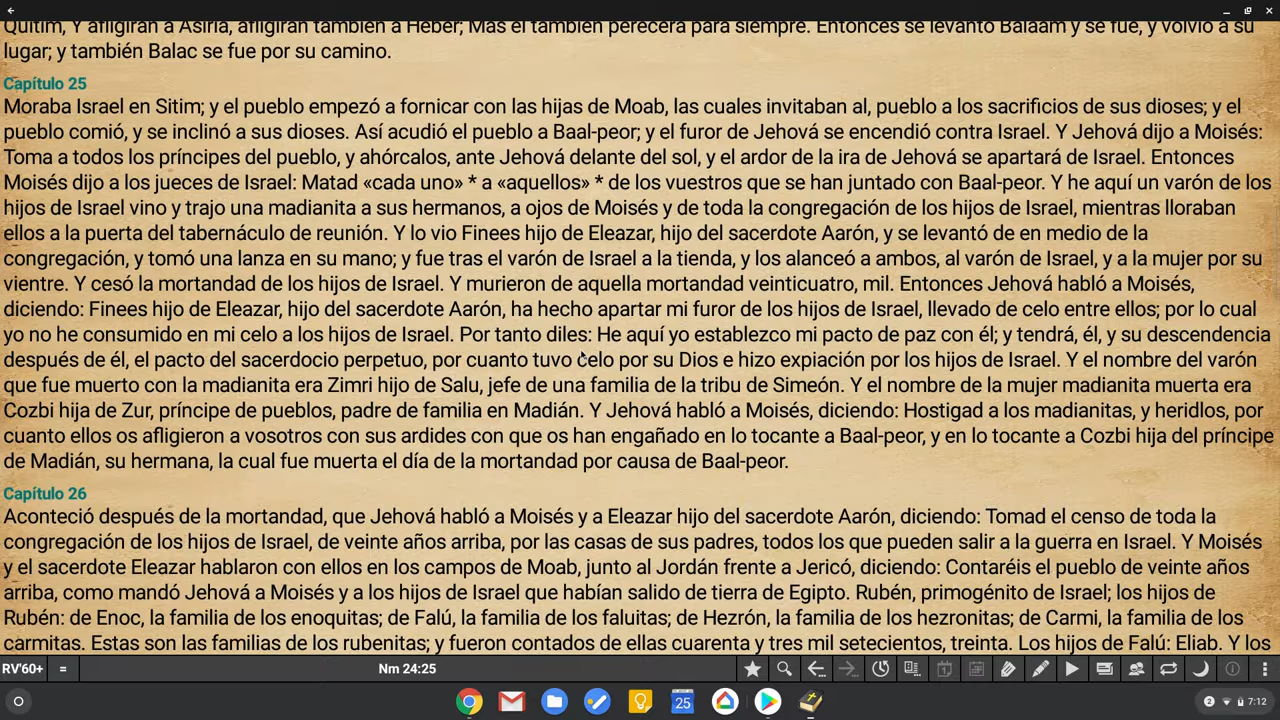 Quitim, Y afligirán a Asiria, afligirán también a Heber; Mas él también perecerá para siempre. Entonces se levantó Balaam y se fue, y volvió a su
lugar; y también Balac se fue por su camino.
Capítulo 25
Moraba Israel en Sitim; y el pueblo empezó a fornicar con las hijas de Moab, las cuales invitaban al, pueblo a los sacrificios de sus dioses; y el
pueblo comió, y se inclinó a sus dioses. Así acudió el pueblo a Baal-peor; y el furor de Jehová se encendió contra Israel. Y Jehová dijo a Moisés:
Toma a todos los príncipes del pueblo, y ahórcalos, ante Jehová delante del sol, y el ardor de la ira de Jehová se apartará de Israel. Entonces
Moisés dijo a los jueces de Israel: Matad «cada uno» * a «aquellos» * de los vuestros que se han juntado con Baal-peor. Y he aquí un varón de los
hijos de Israel vino y trajo una madianita a sus hermanos, a ojos de Moisés y de toda la congregación de los hijos de Israel, mientras lloraban
ellos a la puerta del tabernáculo de reunión. Y lo vio Finees hijo de Eleazar, hijo del sacerdote Aarón, y se levantó de en medio de la
congregación, y tomó una lanza en su mano; y fue tras el varón de Israel a la tienda, y los alanceó a ambos, al varón de Israel, y a la mujer por su
vientre. Y cesó la mortandad de los hijos de Israel. Y murieron de aquella mortandad veinticuatro, mil. Entonces Jehová habló a Moisés,
diciendo: Finees hijo de Eleazar, hijo del sacerdote Aarón, ha hecho apartar mi furor de los hijos de Israel, llevado de celo entre ellos; por lo cual
yo no he consumido en mi celo a los hijos de Israel. Por tanto diles: He aquí yo establezco mi pacto de paz con él; y tendrá, él, y su descendencia
después de él, el pacto del sacerdocio perpetuo, por cuanto tuvo celo por su Dios e hizo expiación por los hijos de Israel. Y el nombre del varón
que fue muerto con la madianita era Zimri hijo de Salu, jefe de una familia de la tribu de Simeón. Y el nombre de la mujer madianita muerta era
Cozbi hija de Zur, príncipe de pueblos, padre de familia en Madián. Y Jehová habló a Moisés, diciendo: Hostigad a los madianitas, y heridlos, por
cuanto ellos os afligieron a vosotros con sus ardides con que os han engañado en lo tocante a Baal-peor, y en lo tocante a Cozbi hija del príncipe
de Madián, su hermana, la cual fue muerta el día de la mortandad por causa de Baal-peor.
Capítulo 26
Aconteció después de la mortandad, que Jehová habló a Moisés y a Eleazar hijo del sacerdote Aarón, diciendo: Tomad el censo de toda la
congregación de los hijos de Israel, de veinte años arriba, por las casas de sus padres, todos los que pueden salir a la guerra en Israel. Y Moisés
y el sacerdote Eleazar hablaron con ellos en los campos de Moab, junto al Jordán frente a Jericó, diciendo: Contaréis el pueblo de veinte años
arriba, como mandó Jehová a Moisés y a los hijos de Israel que habían salido de tierra de Egipto. Rubén, primogénito de Israel; los hijos de
Rubén: de Enoc, la familia de los enoquitas; de Falú, la familia de los faluitas; de Hezrón, la familia de los hezronitas; de Carmi, la familia de los
carmitas. Estas son las familias de los rubenitas; y fueron contados de ellas cuarenta y tres mil setecientos, treinta. Los hijos de Falú: Eliab. Y los
RV'60+ = Nm 24:25
25 2 7:12